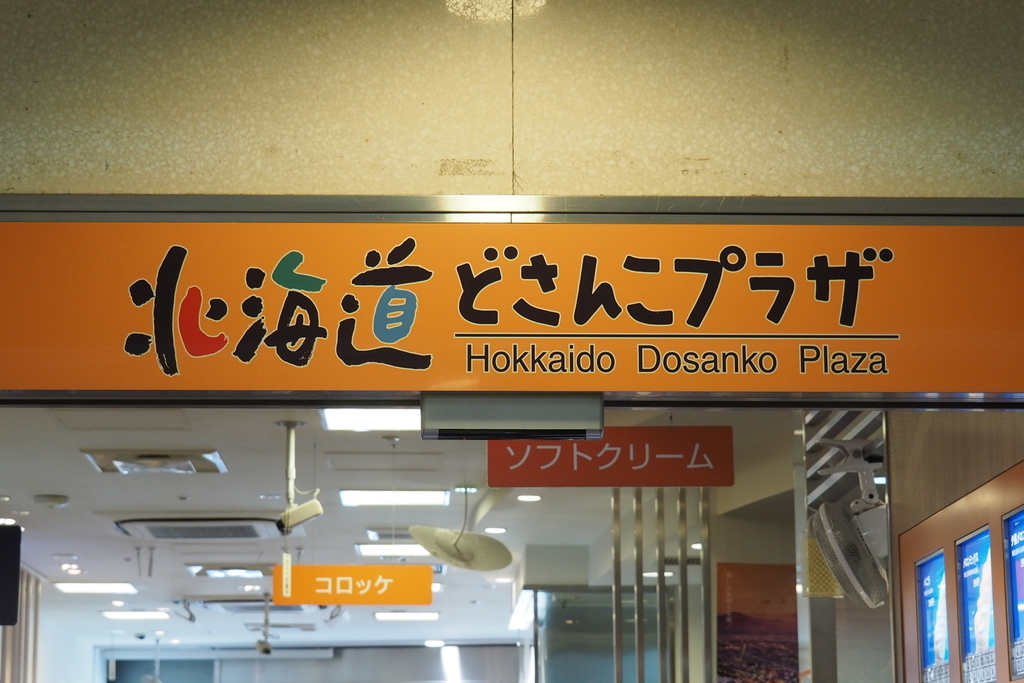 北海道どさんこプラザ
Hokkaido Dosanko Plaza
ソフトクリーム
コロッケ